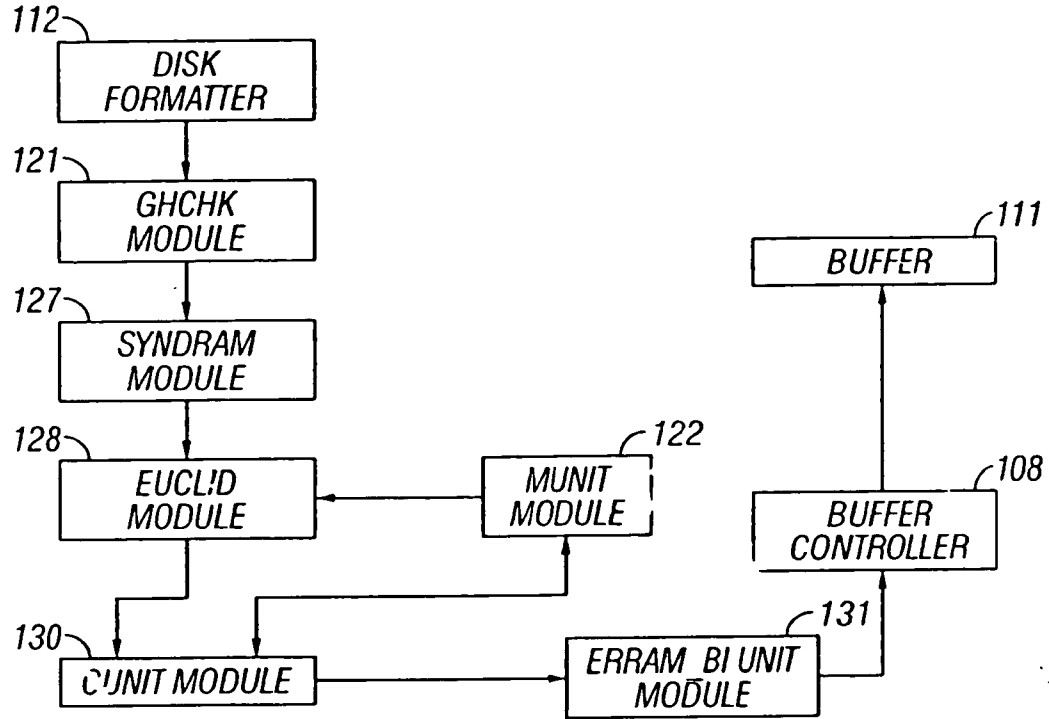 112
DISK
FORMATTER
121
GHCHK
MODULE
127
SYNDRAM
MODULE
128
EUCLID
MODULE
122
MUNIT
MODULE
130
MODULE
131
ERRAM_BI UNIT
MODULE
108
BUFFER
CONTROLLER
111
BUFFER